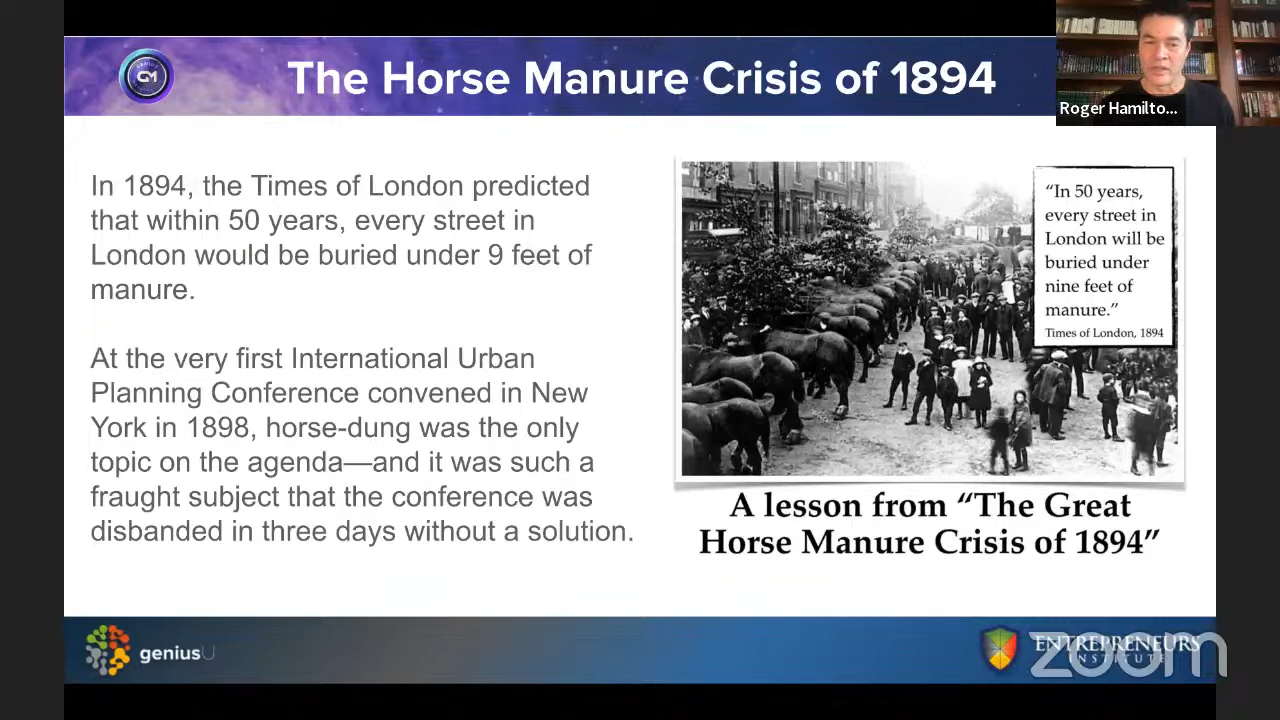 The Horse Manure Crisis of 1894
Roger Hamilto...
In 1894, the Times of London predicted
that within 50 years, every street in
London would be buried under 9 feet of
manure.
At the very first International Urban
Planning Conference convened in New
York in 1898, horse-dung was the only
topic on the agenda—and it was such a
fraught subject that the conference was
disbanded in three days without a solution.
“In 50 years,
every street in
London will be
buried under
nine feet of
manure.”
Times of London, 1894
A lesson from “The Great
Horse Manure Crisis of 1894”
geniusU
ENTREPRENEURS
INSTITUTE
zoom